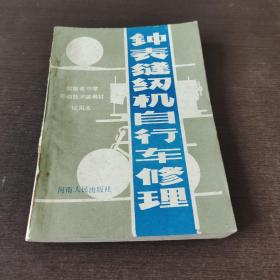 钟表缝纫机自行车修理
河南省中学
劳动技术课教材
试用本
河南人民出版社